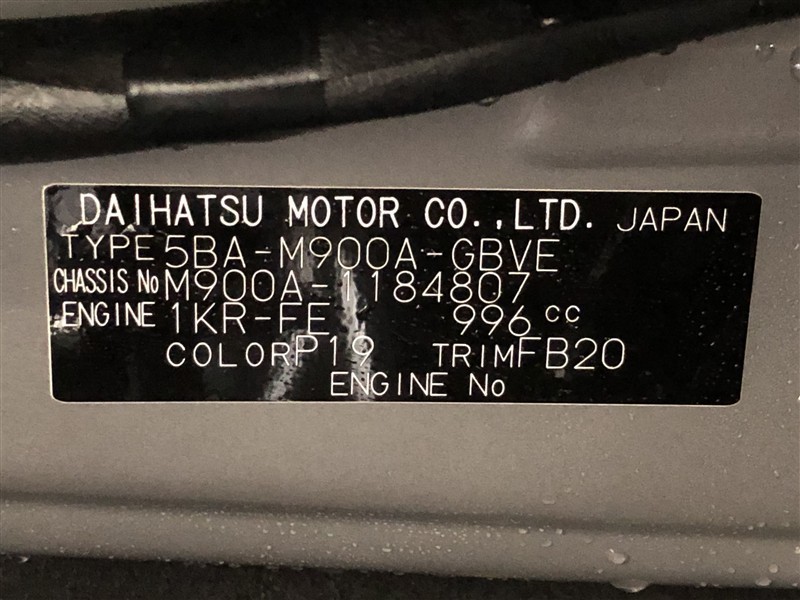 DAIHATSU MOTOR CO.,LTD. JAPAN
TYPE 5BA-M900A-GBVE
CHASSIS No M900A-1184807
ENGINE 1KR-FE 996 cc
COLOR P19 TRIM FB20
ENGINE No